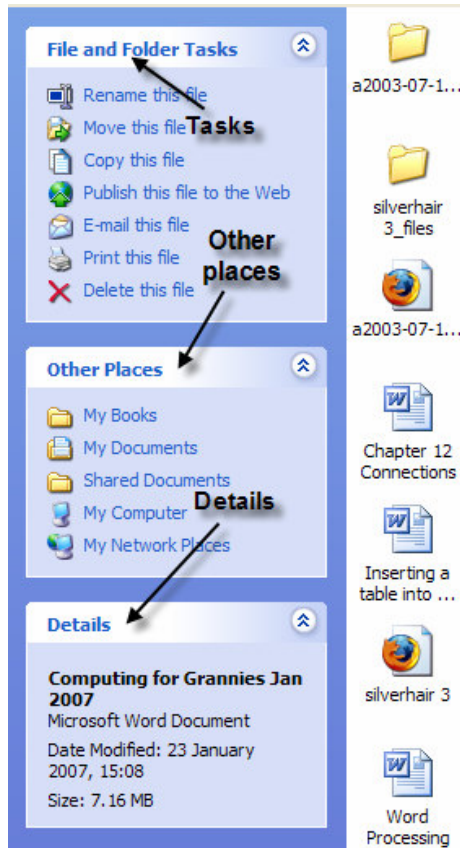 File and Folder Tasks
Rename this file
Move this file
Tasks
Copy this file
Publish this file to the Web
E-mail this file
Other
places
Print this file
Delete this file
Other Places
My Books
My Documents
Shared Documents
Details
My Computer
My Network Places
Details
Computing for Grannies Jan
2007
Microsoft Word Document
Date Modified: 23 January
2007, 15:08
Size: 7.16 MB
a2003-07-1...
silverhair
3_files
a2003-07-1...
Chapter 12
Connections
Inserting a
table into ...
silverhair 3
Word
Processing